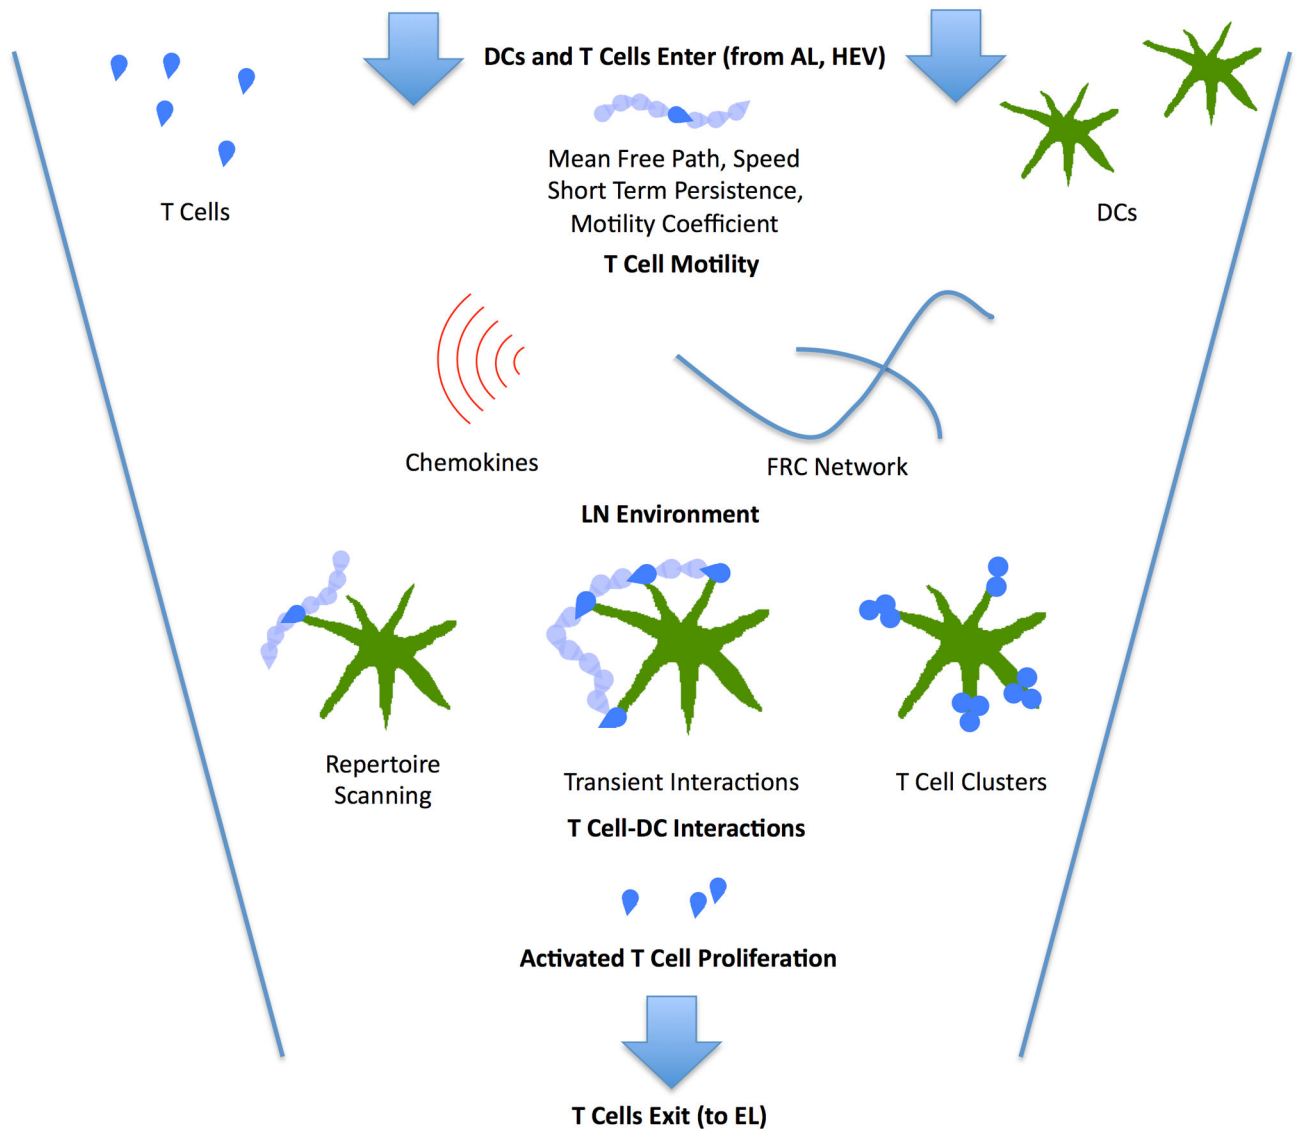 DCs and T Cells Enter (from AL, HEV)
Mean Free Path, Speed
Short Term Persistence,
Motility Coefficient
T Cells
DCs
T Cell Motility
Chemokines
FRC Network
LN Environment
Repertoire
Scanning
Transient Interactions
T Cell Clusters
T Cell-DC Interactions
Activated T Cell Proliferation
T Cells Exit (to EL)